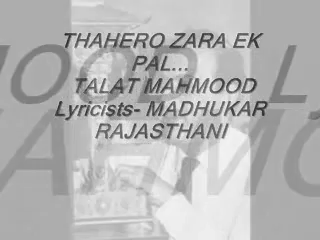 THAHERO ZARA EK
PAL...
TALAT MAHMOOD
Lyricists- MADHUKAR
RAJASTHANI